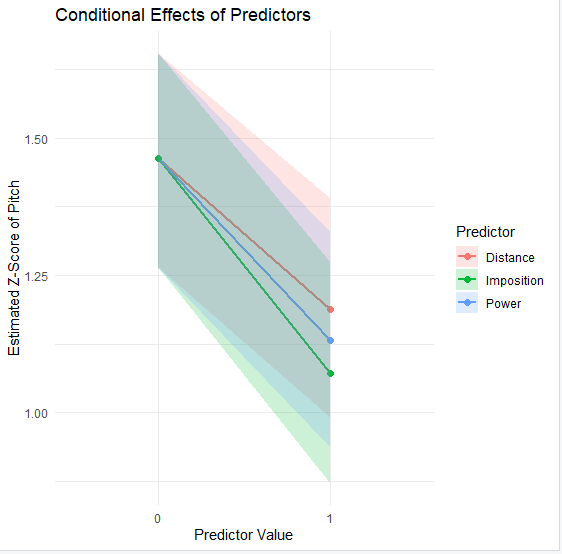 Conditional Effects of Predictors
Estimated Z-Score of Pitch
1.50
1.25
1.00
0
1
Predictor Value
Predictor
Distance
Imposition
Power